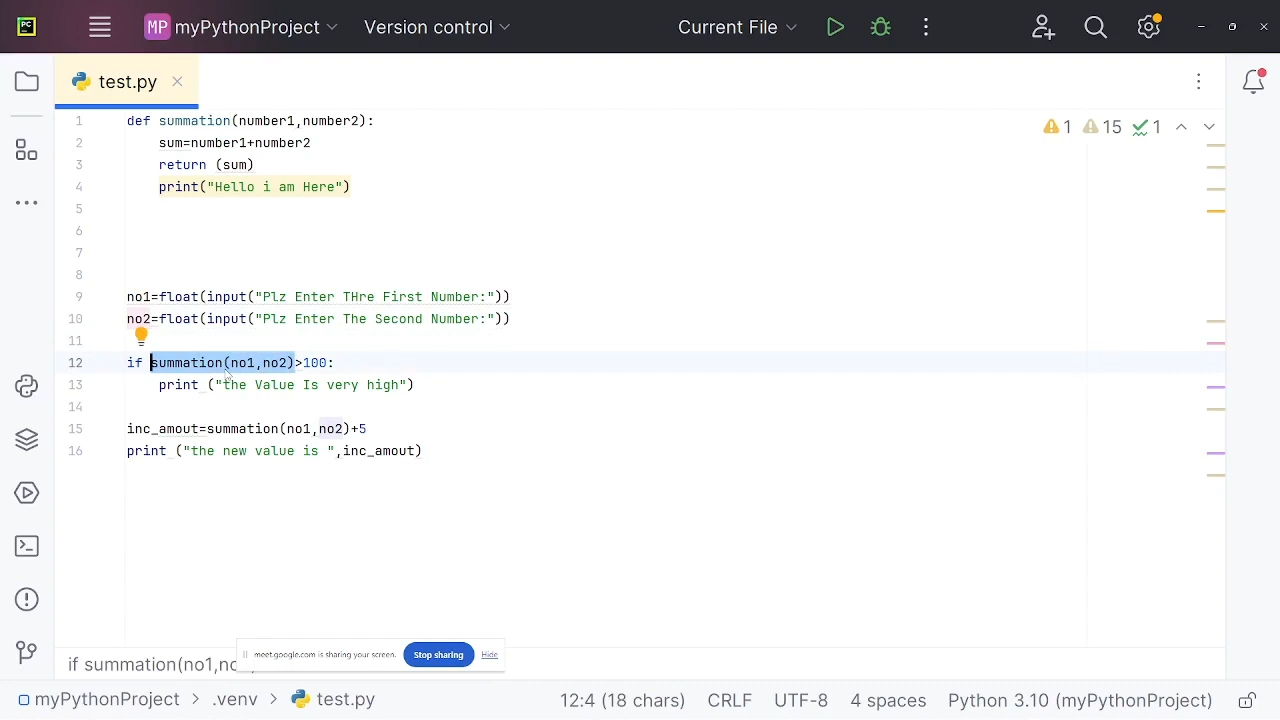 PC
MP myPythonProject
Version control
Current File
test.py
1 15 1
1 def summation(number1,number2):
2 sum=number1+number2
3 return (sum)
4 print("Hello i am Here")
5
6
7
8
9 no1=float(input("Plz Enter THre First Number:"))
10 no2=float(input("Plz Enter The Second Number:"))
11
12 if summation(no1,no2)>100:
13 print ("the Value Is very high")
14
15 inc_amout=summation(no1,no2)+5
16 print ("the new value is ",inc_amout)
meet.google.com is sharing your screen. Stop sharing Hide
if summation(no1,no
myPythonProject > .venv > test.py 12:4 (18 chars) CRLF UTF-8 4 spaces Python 3.10 (myPythonProject)